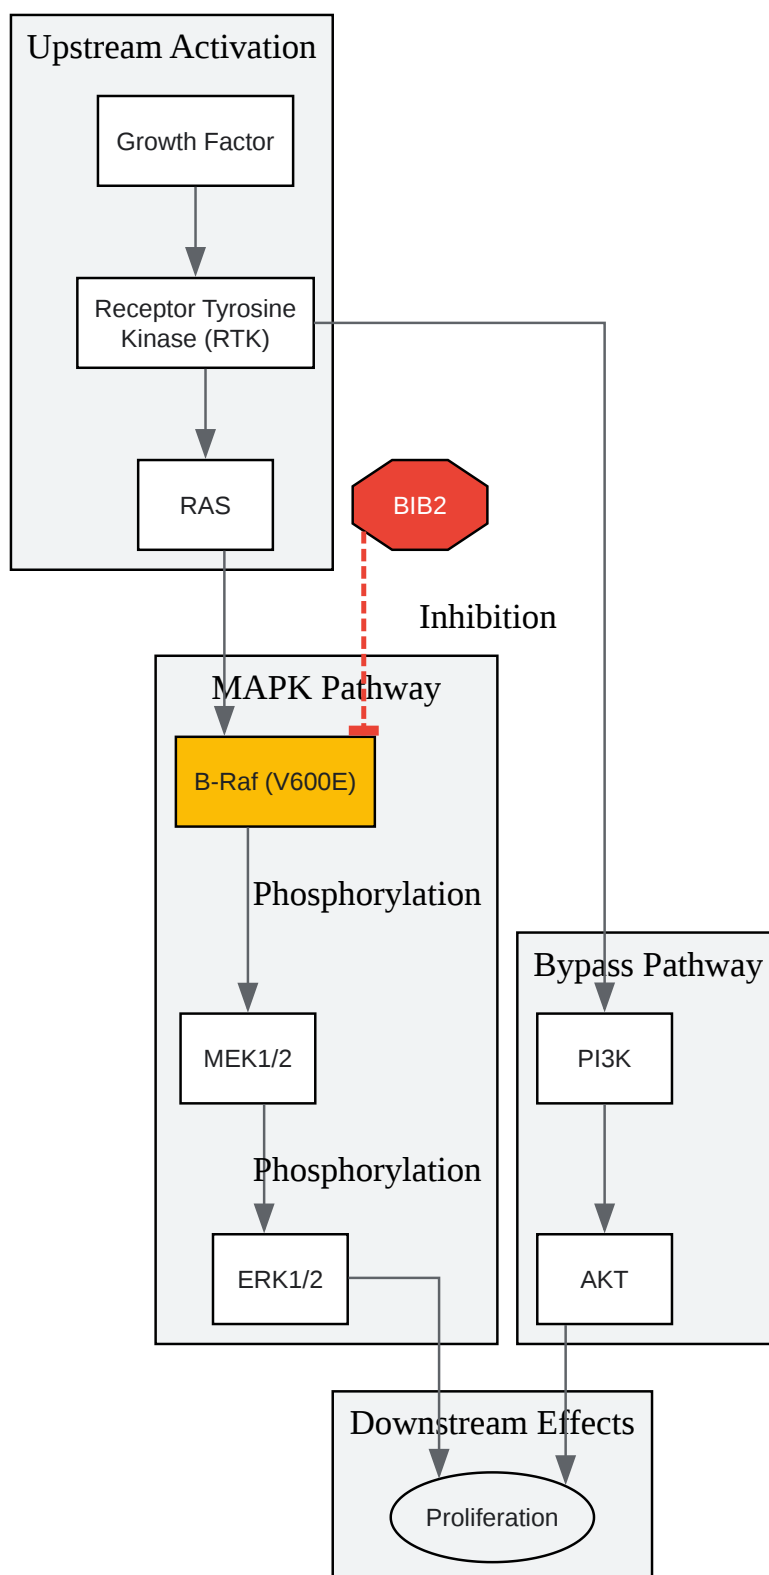 Upstream Activation
Growth Factor
Receptor Tyrosine
Kinase (RTK)
RAS
BIB2
Inhibition
MAPK Pathway
B-Raf (V600E)
Phosphorylation
Bypass Pathway
MEK1/2
PI3K
Phosphorylation
ERK1/2
AKT
Downstream Effects
Proliferation